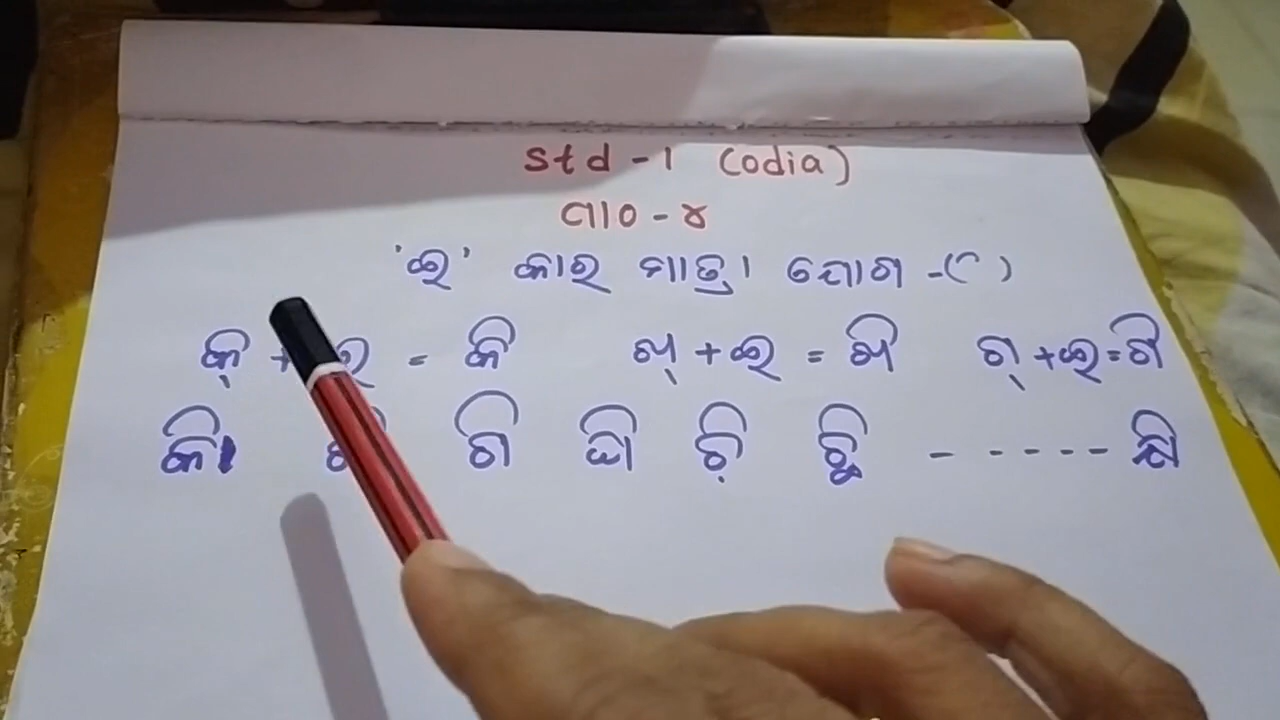 Std - 1 (odia)
ପାଠ - ୪
'ଇ' କାର ମାତ୍ରା ଯୋଗ - ( ି )
କ୍ + ଇ = କି ଖ୍ + ଇ = ଖି ଗ୍ + ଇ = ଗି
କି ଗି ଘି ଚି ଛି - - - - - - କ୍ଷି